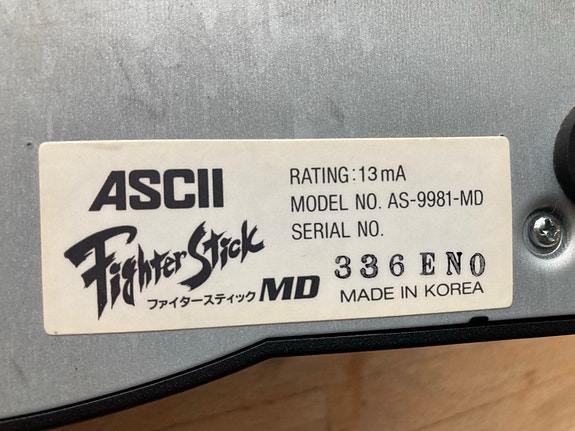 ASCII
Fighter Stick
ファイタースティック MD
RATING:13mA
MODEL NO. AS-9981-MD
SERIAL NO.
336EN0
MADE IN KOREA